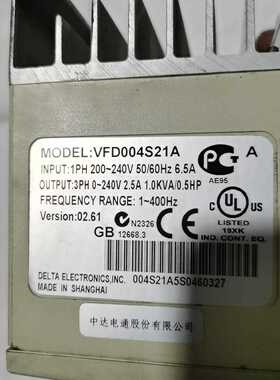 MODEL:VFD004S21A
INPUT:1PH 200~240V 50/60Hz 6.5A
OUTPUT:3PH 0~240V 2.5A 1.0KVA/0.5HP
FREQUENCY RANGE: 1~400Hz
Version:02.61
N2326
GB 12668.3
AE95
A
C UL US
LISTED
19XK
IND. CONT. EQ.
DELTA ELECTRONICS,INC.
MADE IN SHANGHAI
004S21A5S0460327
中达电通股份有限公司